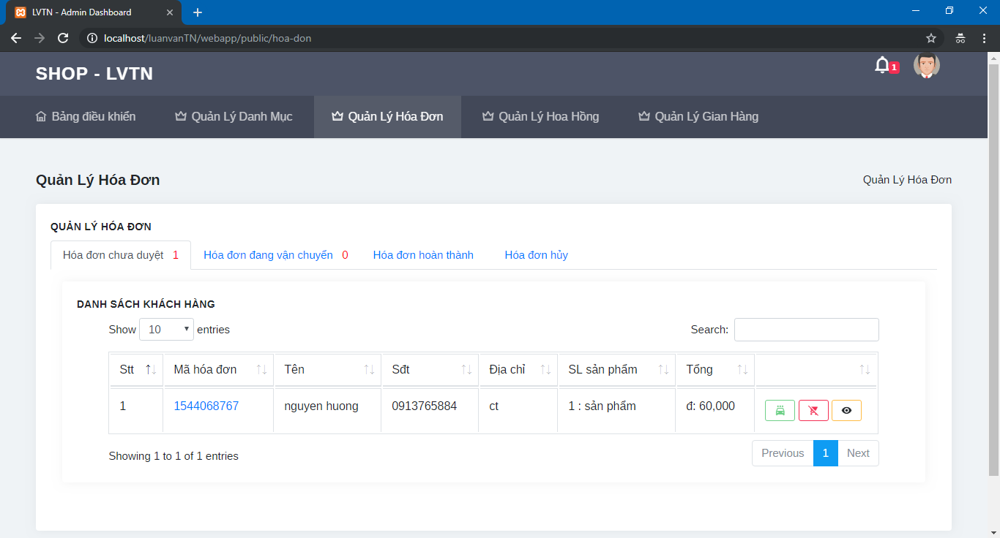 LVTN - Admin Dashboard
localhost/luanvanTN/webapp/public/hoa-don
SHOP - LVTN
1
Bảng điều khiển Quản Lý Danh Mục Quản Lý Hóa Đơn Quản Lý Hoa Hồng Quản Lý Gian Hàng
Quản Lý Hóa Đơn Quản Lý Hóa Đơn
QUẢN LÝ HÓA ĐƠN
Hóa đơn chưa duyệt 1 Hóa đơn đang vận chuyển 0 Hóa đơn hoàn thành Hóa đơn hủy
DANH SÁCH KHÁCH HÀNG
Show 10 entries Search:
Stt Mã hóa đơn Tên Sđt Địa chỉ SL sản phẩm Tổng
1 1544068767 nguyen huong 0913765884 ct 1 : sản phẩm đ: 60,000
Showing 1 to 1 of 1 entries Previous 1 Next